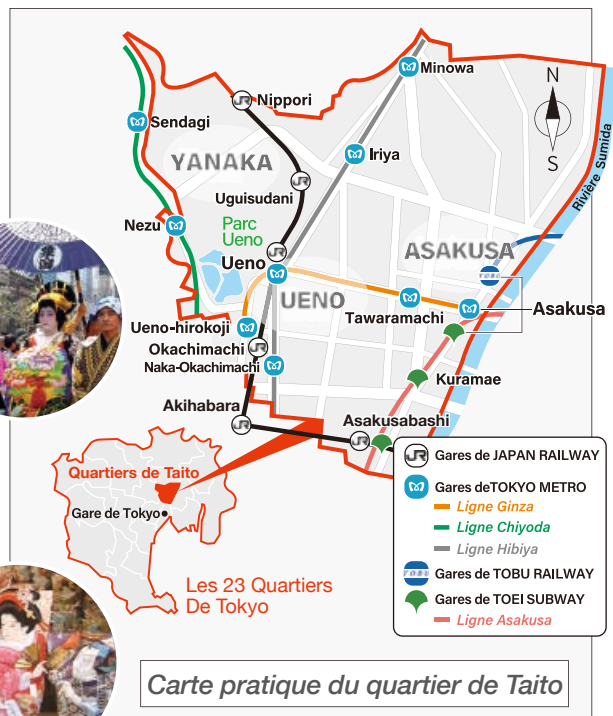 Minowa
N
S
Nippori
Sendagi
Iriya
YANAKA
Rivière Sumida
Uguisudani
Parc
Ueno
Nezu
ASAKUSA
TOBU
Ueno
UENO
Tawaramachi
Asakusa
Ueno-hirokoji
Okachimachi
Naka-Okachimachi
Kuramae
Akihabara
Asakusabashi
JR Gares de JAPAN RAILWAY
Gares deTOKYO METRO
Ligne Ginza
Ligne Chiyoda
Ligne Hibiya
TOBU Gares de TOBU RAILWAY
Gares de TOEI SUBWAY
Ligne Asakusa
Quartiers de Taito
Gare de Tokyo
Les 23 Quartiers
De Tokyo
Carte pratique du quartier de Taito